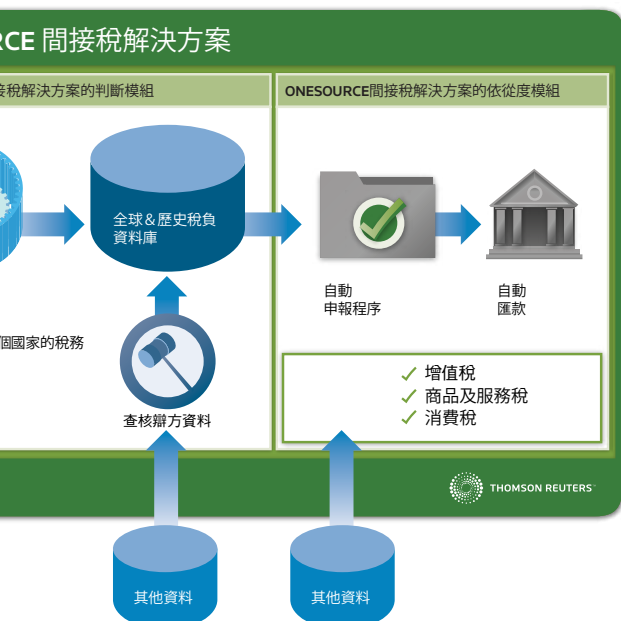 RCE 間接稅解決方案
接稅解決方案的判斷模組
ONESOURCE間接稅解決方案的依從度模組
全球＆歷史稅負
資料庫
自動
申報程序
自動
匯款
個國家的稅務
查核辯方資料
增值稅
商品及服務稅
消費稅
THOMSON REUTERS
其他資料
其他資料